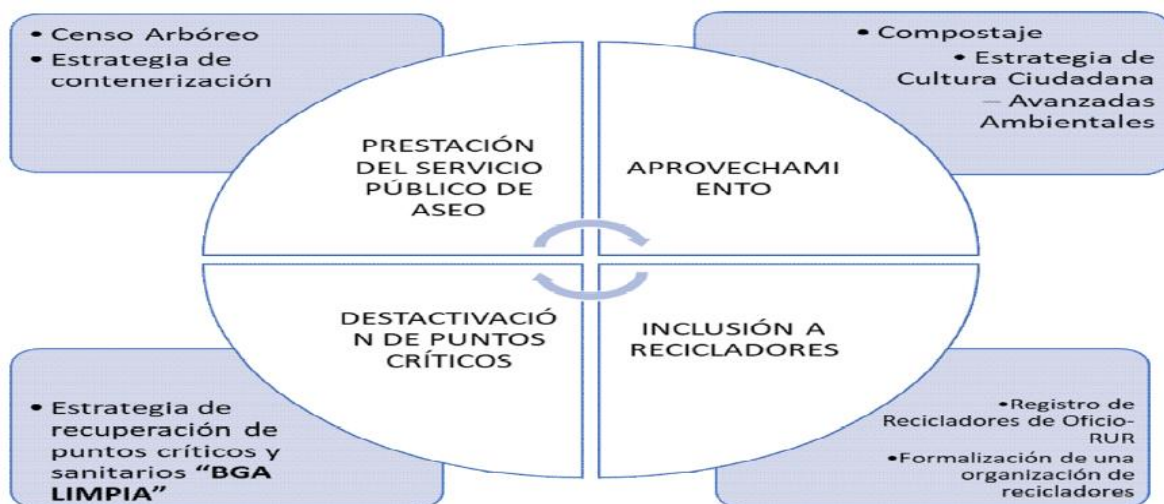 • Censo Arbóreo
• Estrategia de
contenerización
PRESTACIÓN
DEL SERVICIO
PÚBLICO DE
ASEO
• Compostaje
• Estrategia de
Cultura Ciudadana
– Avanzadas
Ambientales
APROVECHAMI
ENTO
DESTACTIVACIÓ
N DE PUNTOS
CRÍTICOS
• Estrategia de
recuperación de
puntos críticos y
sanitarios “BGA
LIMPIA”
INCLUSIÓN A
RECICLADORES
•Registro de
Recicladores de Oficio-
RUR
•Formalización de una
organización de
recicladores